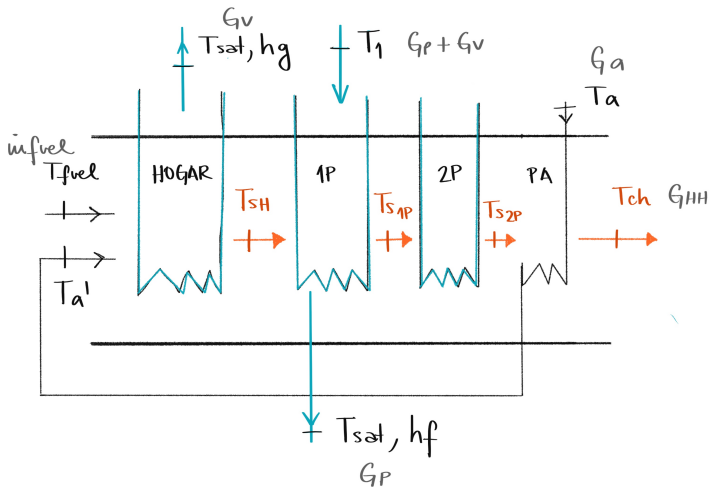 Gv
Tsat, hg
T1 Gp + Gv
Ga
Ta
ṁfuel
Tfuel
HOGAR
1P
2P
PA
TSH
TS1P
TS2P
Tch GHH
Ta'
Tsat, hf
Gp